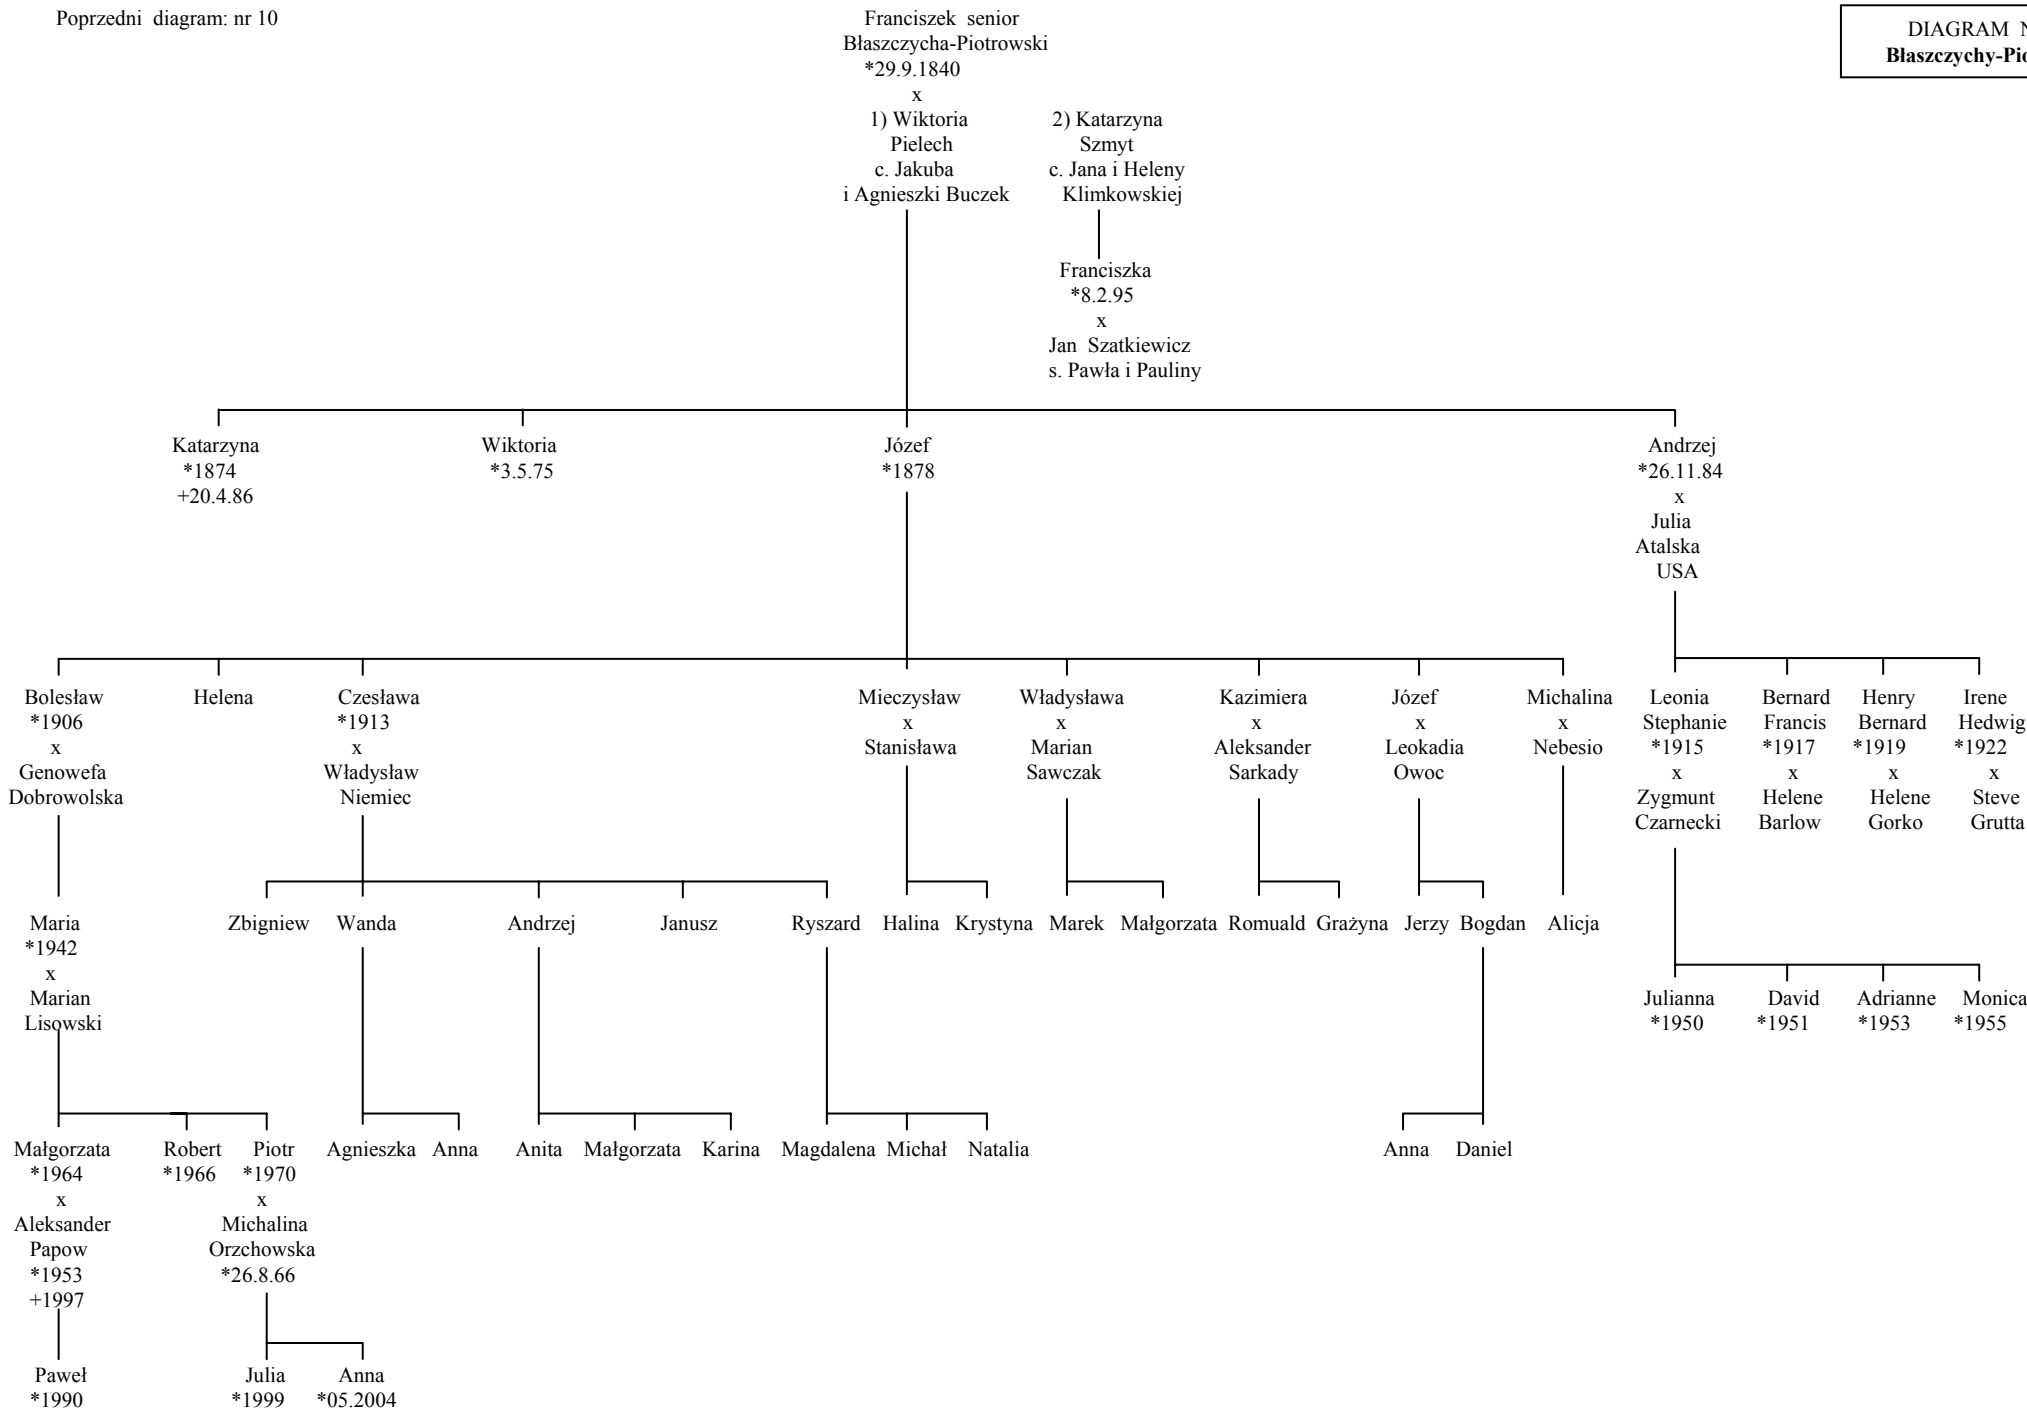 Poprzedni diagram: nr 10
DIAGRAM N
Błaszczychy-Pio
Franciszek senior
Błaszczycha-Piotrowski
*29.9.1840
x
1) Wiktoria
Pielech
c. Jakuba
i Agnieszki Buczek
2) Katarzyna
Szmyt
c. Jana i Heleny
Klimkowskiej
Franciszka
*8.2.95
x
Jan Szatkiewicz
s. Pawła i Pauliny
Katarzyna
*1874
+20.4.86
Wiktoria
*3.5.75
Józef
*1878
Andrzej
*26.11.84
x
Julia
Atalska
USA
Bolesław
*1906
x
Genowefa
Dobrowolska
Helena
Czesława
*1913
x
Władysław
Niemiec
Mieczysław
x
Stanisława
Władysława
x
Marian
Sawczak
Kazimiera
x
Aleksander
Sarkady
Józef
x
Leokadia
Owoc
Michalina
x
Nebesio
Leonia
Stephanie
*1915
x
Zygmunt
Czarnecki
Bernard
Francis
*1917
x
Helene
Barlow
Henry
Bernard
*1919
x
Helene
Gorko
Irene
Hedwig
*1922
x
Steve
Grutta
Maria
*1942
x
Marian
Lisowski
Zbigniew
Wanda
Andrzej
Janusz
Ryszard
Halina
Krystyna
Marek
Małgorzata
Romuald
Grażyna
Jerzy
Bogdan
Alicja
Julianna
*1950
David
*1951
Adrianne
*1953
Monica
*1955
Małgorzata
*1964
x
Aleksander
Papow
*1953
+1997
Robert
*1966
Piotr
*1970
x
Michalina
Orzchowska
*26.8.66
Agnieszka
Anna
Anita
Małgorzata
Karina
Magdalena
Michał
Natalia
Anna
Daniel
Paweł
*1990
Julia
*1999
Anna
*05.2004